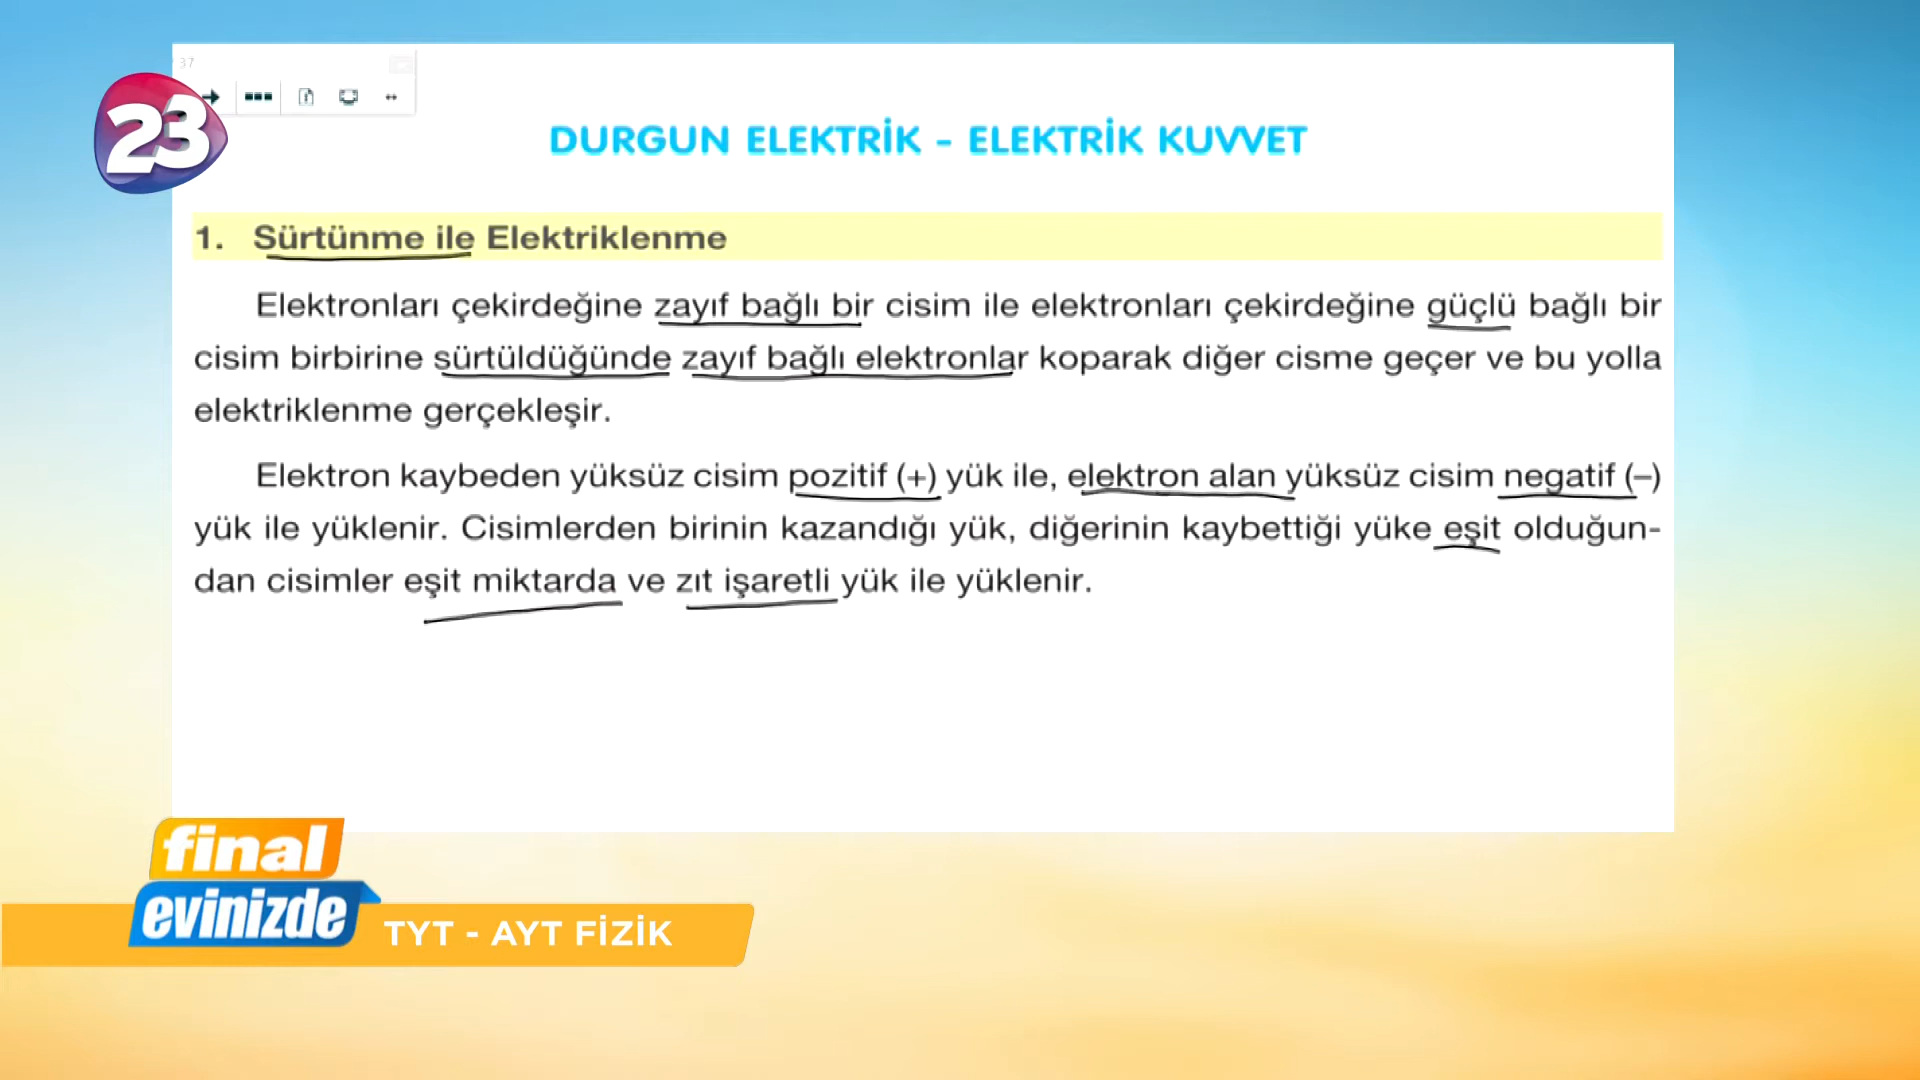 37
23
DURGUN ELEKTRİK - ELEKTRİK KUVVET
1. Sürtünme ile Elektriklenme
Elektronları çekirdeğine zayıf bağlı bir cisim ile elektronları çekirdeğine güçlü bağlı bir
cisim birbirine sürtüldüğünde zayıf bağlı elektronlar koparak diğer cisme geçer ve bu yolla
elektriklenme gerçekleşir.
Elektron kaybeden yüksüz cisim pozitif (+) yük ile, elektron alan yüksüz cisim negatif (–)
yük ile yüklenir. Cisimlerden birinin kazandığı yük, diğerinin kaybettiği yüke eşit olduğun-
dan cisimler eşit miktarda ve zıt işaretli yük ile yüklenir.
final
evinizde
TYT - AYT FİZİK